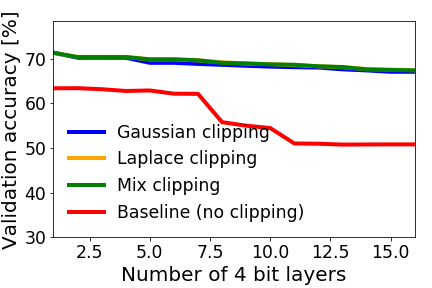 Validation accuracy [%]
70
60
50
40
30
Gaussian clipping
Laplace clipping
Mix clipping
Baseline (no clipping)
2.5 5.0 7.5 10.0 12.5 15.0
Number of 4 bit layers